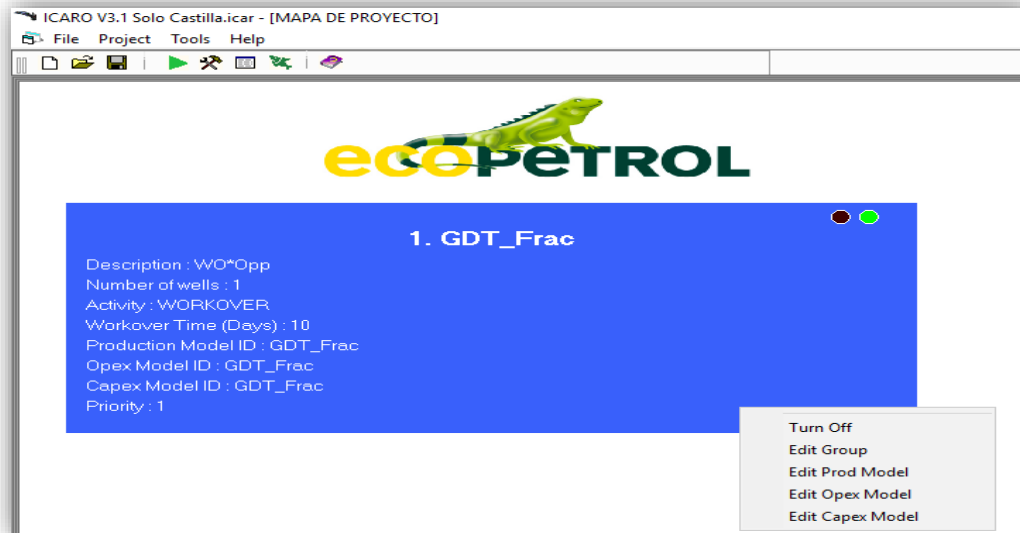 ICARO V3.1 Solo Castilla.icar - [MAPA DE PROYECTO]
File Project Tools Help
ecopeTROL
1. GDT_Frac
Description : WO*Opp
Number of wells : 1
Activity : WORKOVER
Workover Time (Days) : 10
Production Model ID : GDT_Frac
Opex Model ID : GDT_Frac
Capex Model ID : GDT_Frac
Priority : 1
Turn Off
Edit Group
Edit Prod Model
Edit Opex Model
Edit Capex Model